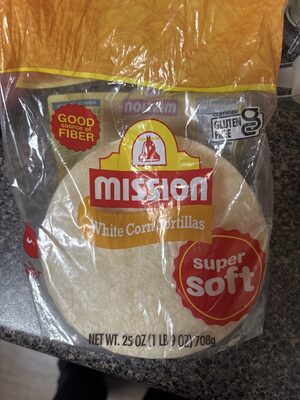 GOOD
source of
FIBER
CERTIFIED
GLUTEN
FREE
MISSION
White Corn Tortillas
super
soft
NET WT. 25 OZ (1 LB 9 OZ) 708g